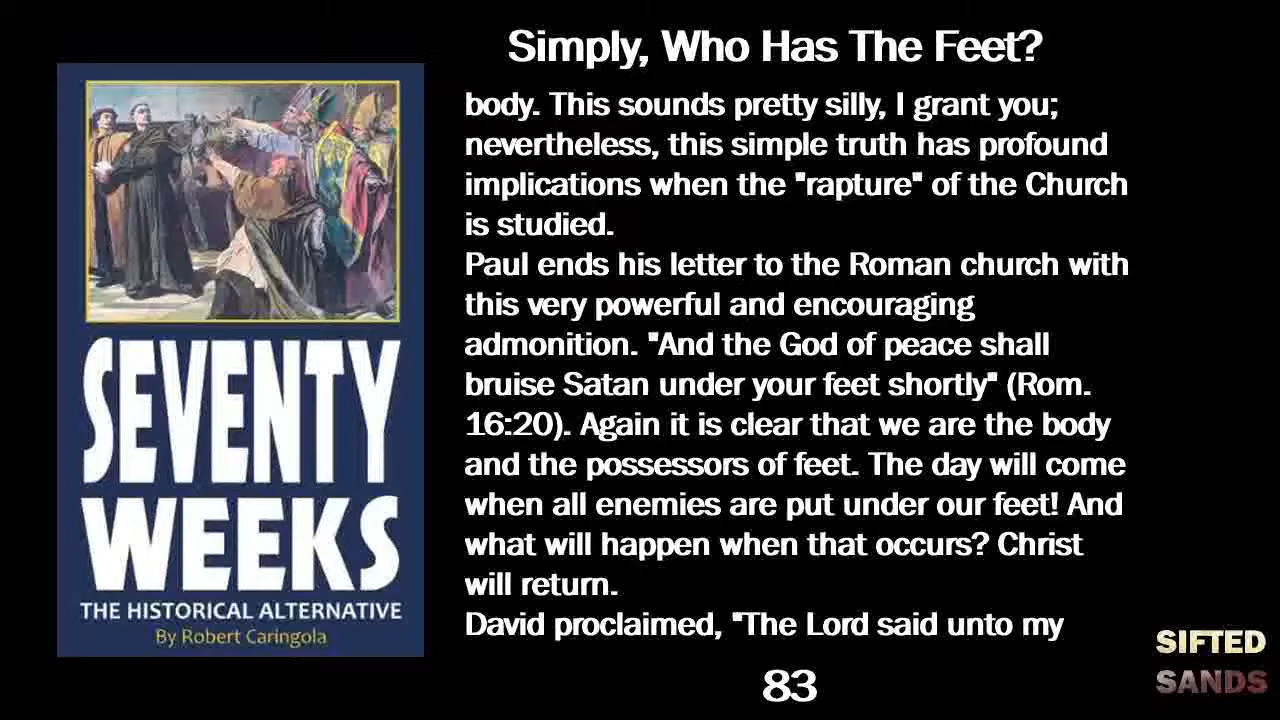 Simply, Who Has The Feet?
body. This sounds pretty silly, I grant you;
nevertheless, this simple truth has profound
implications when the "rapture" of the Church
is studied.
Paul ends his letter to the Roman church with
this very powerful and encouraging
admonition. "And the God of peace shall
bruise Satan under your feet shortly" (Rom.
16:20). Again it is clear that we are the body
and the possessors of feet. The day will come
when all enemies are put under our feet! And
what will happen when that occurs? Christ
will return.
David proclaimed, "The Lord said unto my
83
SEVENTY
WEEKS
THE HISTORICAL ALTERNATIVE
By Robert Caringola
SIFTED
SANDS